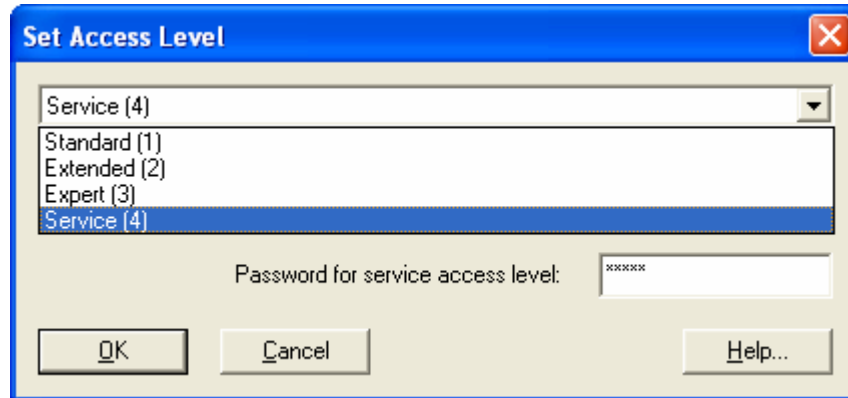 Set Access Level
Service (4)
Standard (1)
Extended (2)
Expert (3)
Service (4)
Password for service access level:
*****
OK
Cancel
Help...